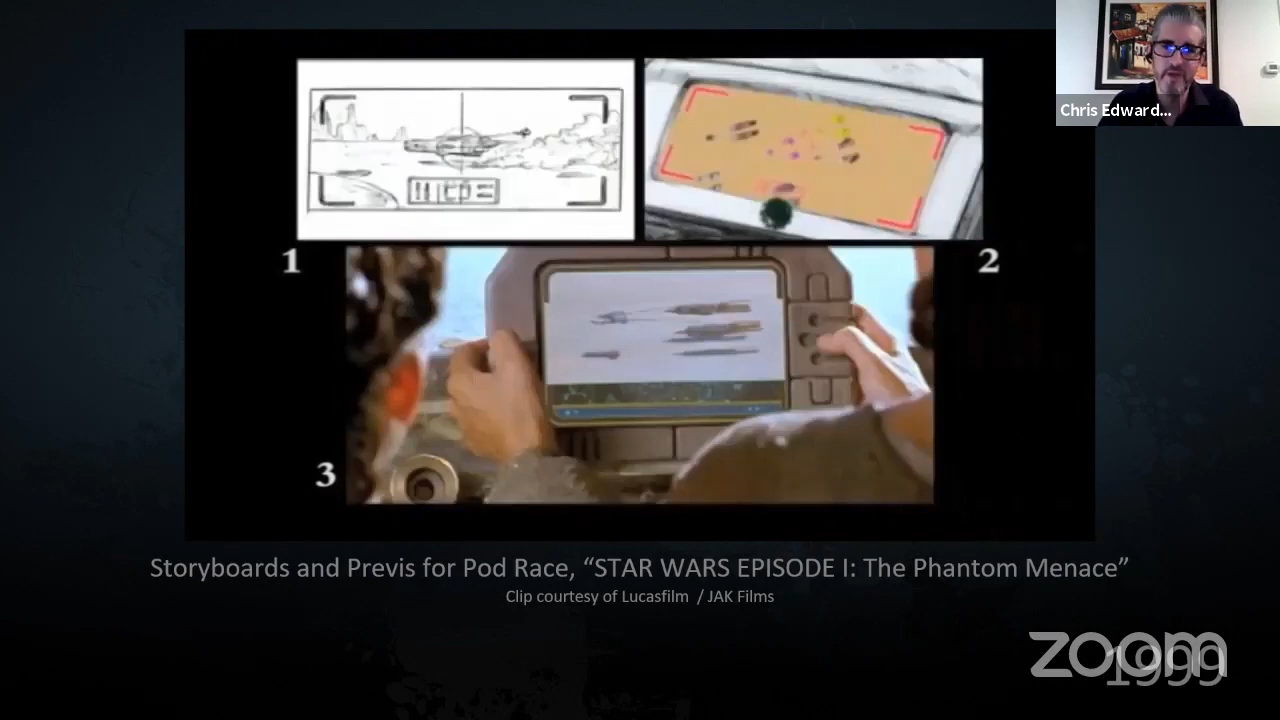 Chris Edward...
1
2
3
Storyboards and Previs for Pod Race, “STAR WARS EPISODE I: The Phantom Menace”
Clip courtesy of Lucasfilm / JAK Films
zoom
1999